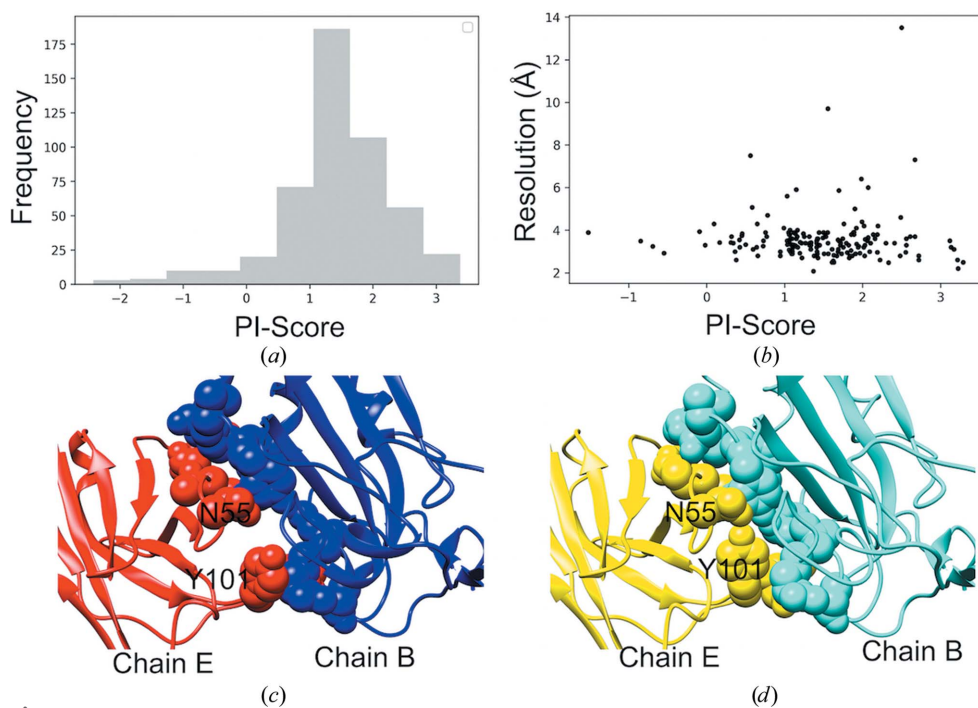 175
150
125
100
75
50
25
0
Frequency
−2 −1 0 1 2 3
PI-Score
(a)
14
12
10
8
6
4
2
Resolution (Å)
−1 0 1 2 3
PI-Score
(b)
N55
Y101
Chain E Chain B
(c)
N55
Y101
Chain E Chain B
(d)